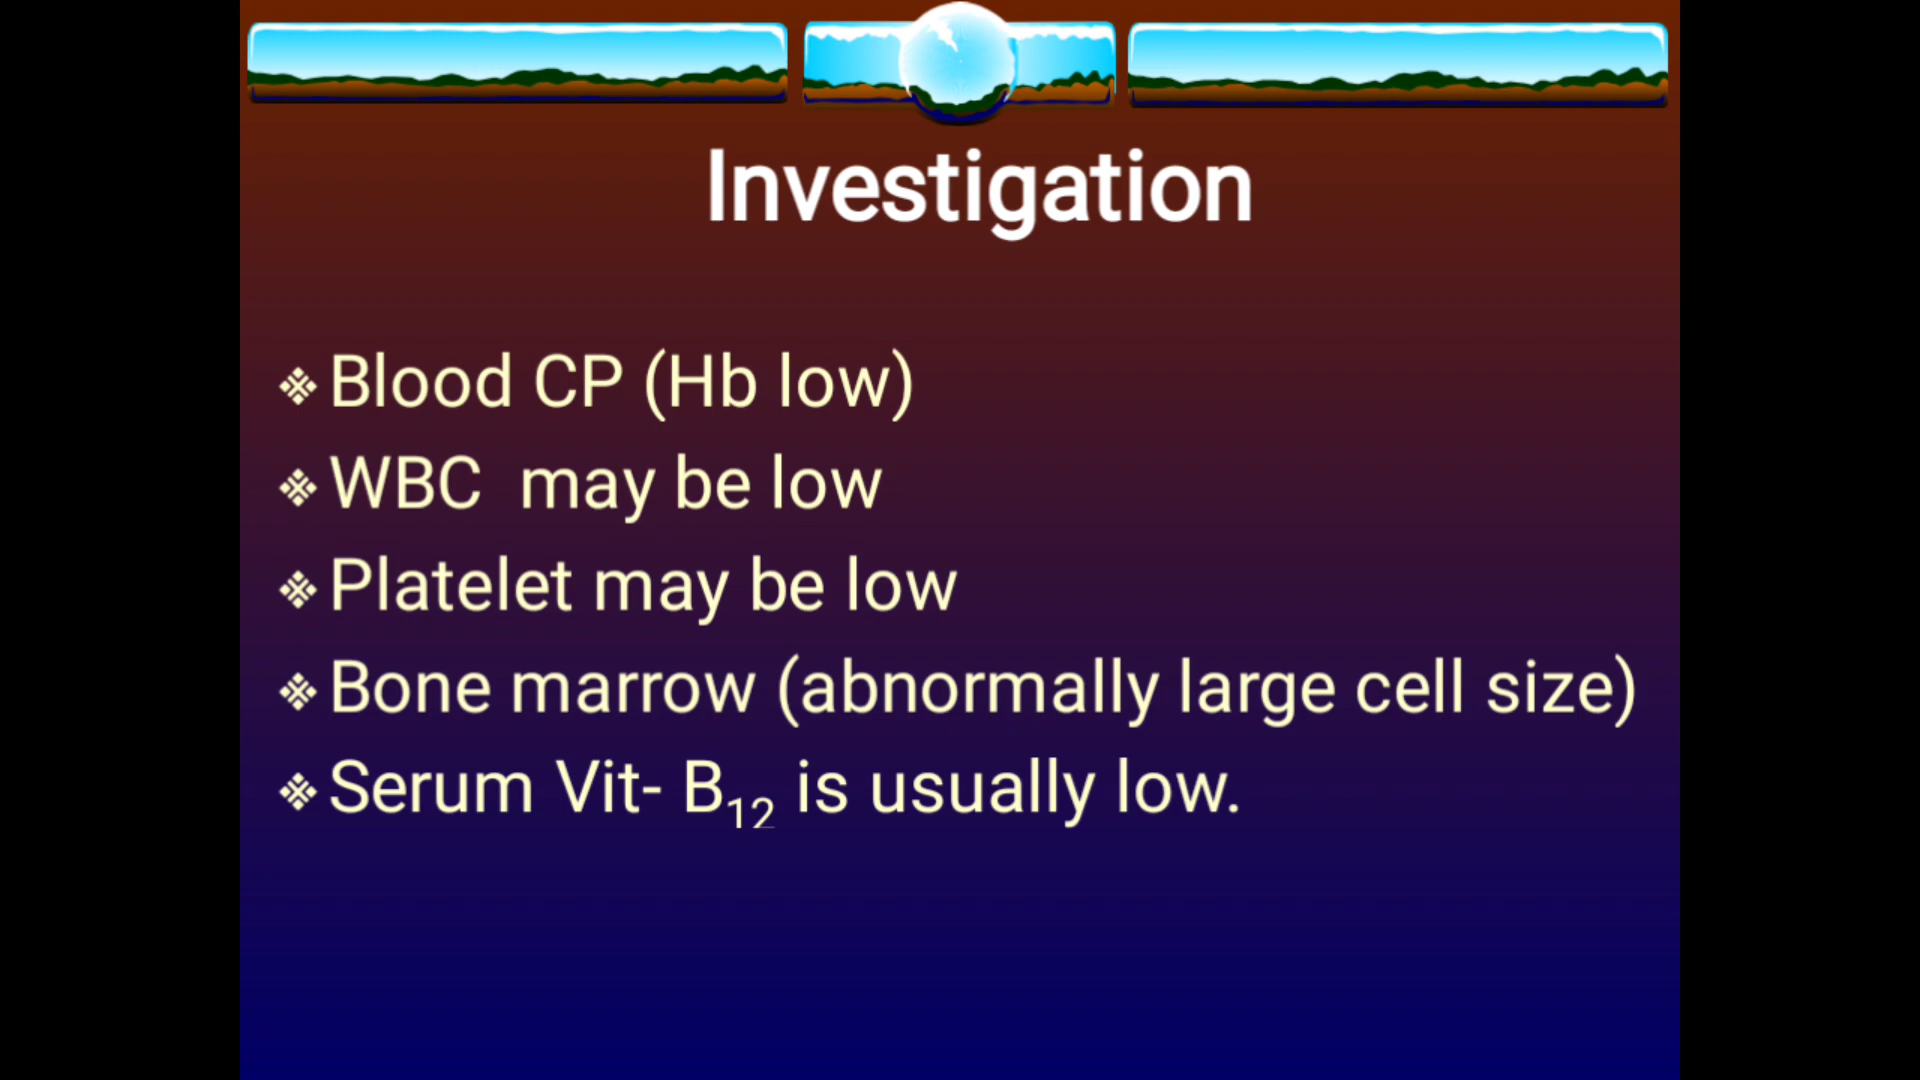 Investigation
❖ Blood CP (Hb low)
❖ WBC  may be low
❖ Platelet may be low
❖ Bone marrow (abnormally large cell size)
❖ Serum Vit- B₁₂ is usually low.